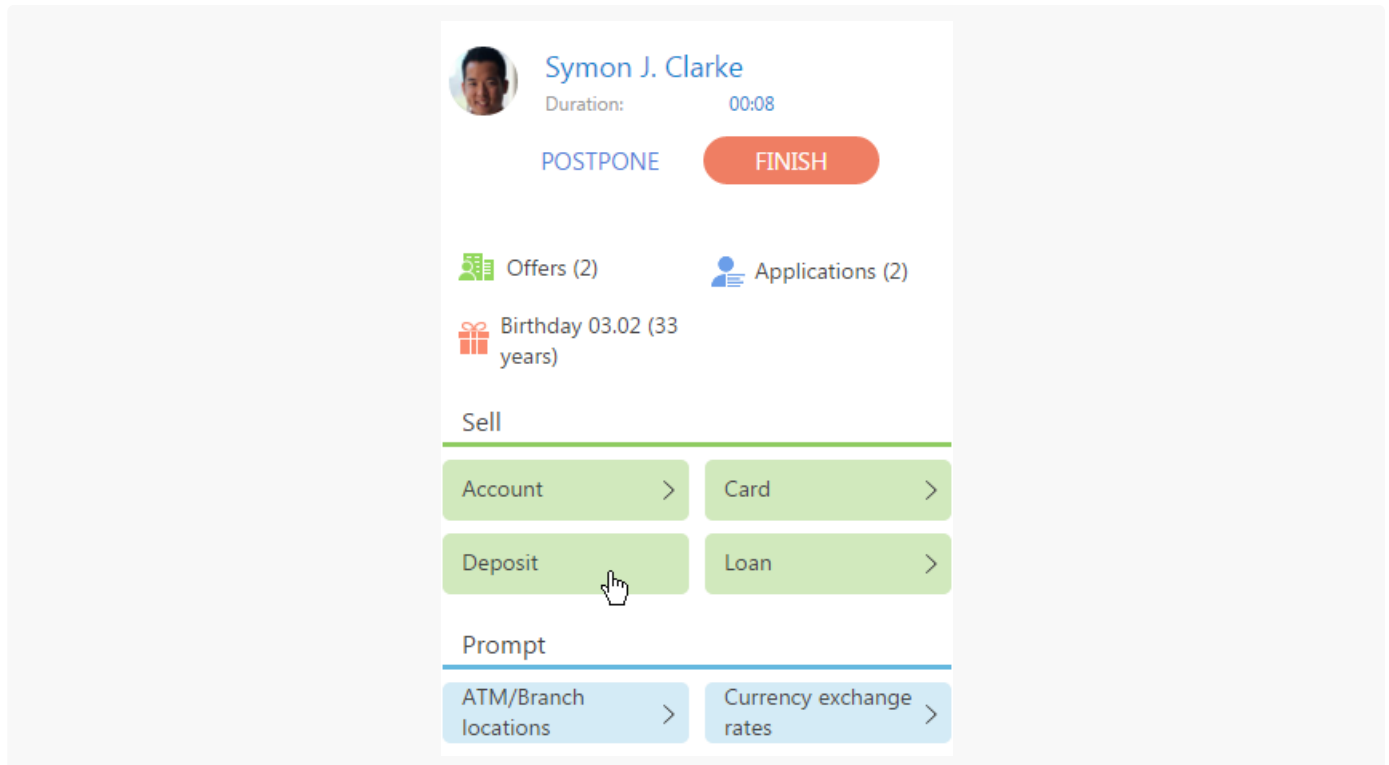 Symon J. Clarke
Duration: 00:08
POSTPONE FINISH
Offers (2) Applications (2)
Birthday 03.02 (33
years)
Sell
Account Card
Deposit Loan
Prompt
ATM/Branch
locations
Currency exchange
rates